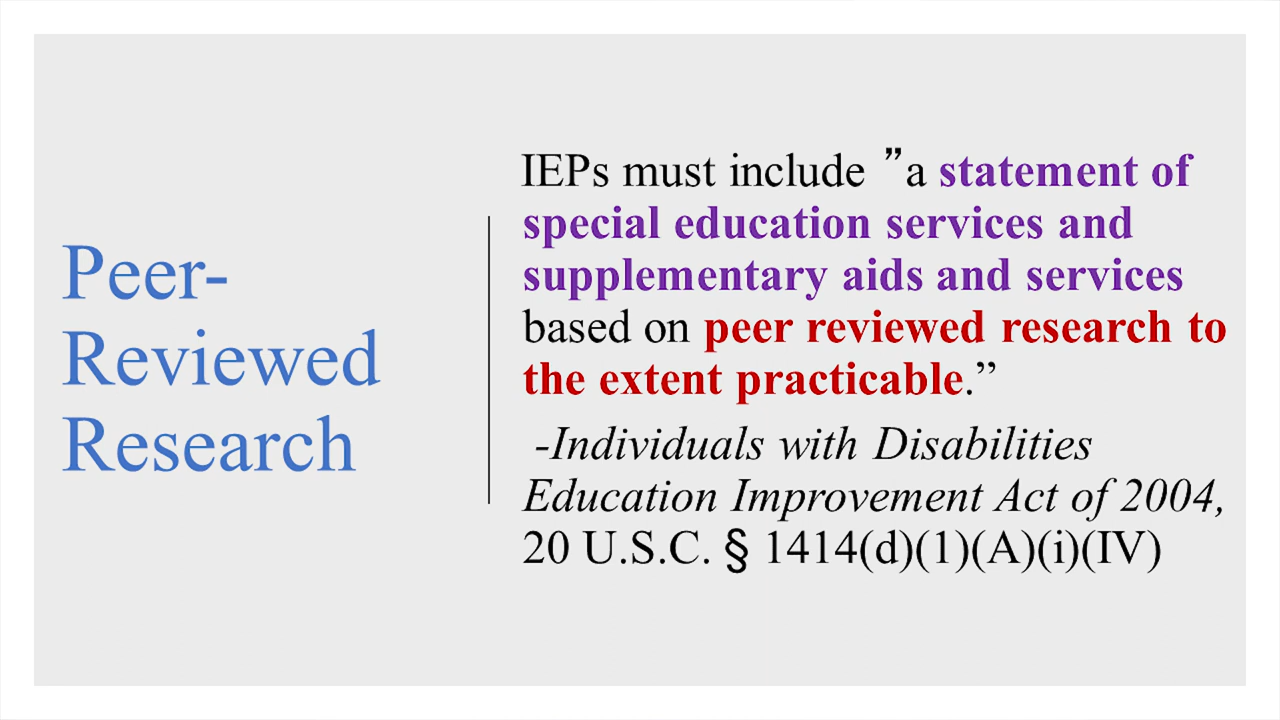 Peer-
Reviewed
Research
IEPs must include ”a statement of
special education services and
supplementary aids and services
based on peer reviewed research to
the extent practicable.”
-Individuals with Disabilities
Education Improvement Act of 2004,
20 U.S.C. § 1414(d)(1)(A)(i)(IV)